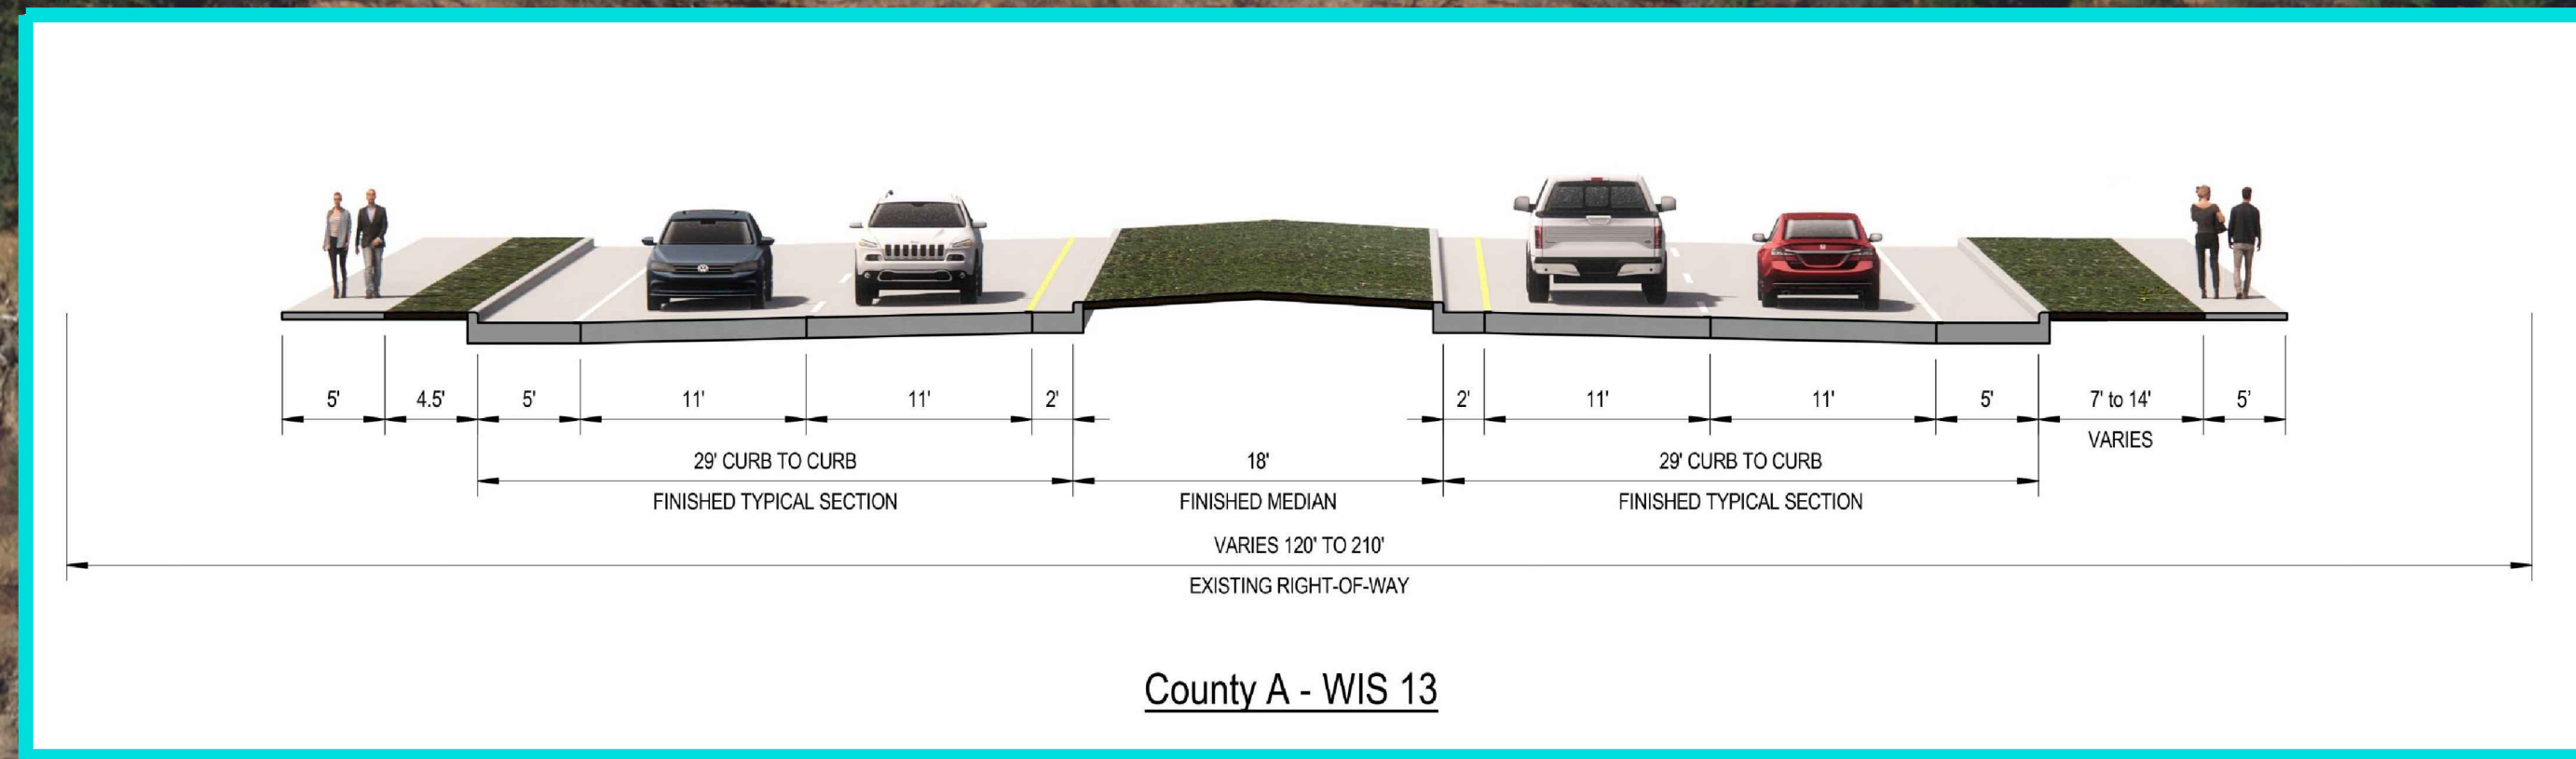 5' 4.5' 5' 11' 11' 2' 2' 11' 11' 5' 7' to 14' 5'
VARIES
29' CURB TO CURB 18' 29' CURB TO CURB
FINISHED TYPICAL SECTION FINISHED MEDIAN FINISHED TYPICAL SECTION
VARIES 120' TO 210'
EXISTING RIGHT-OF-WAY
County A - WIS 13